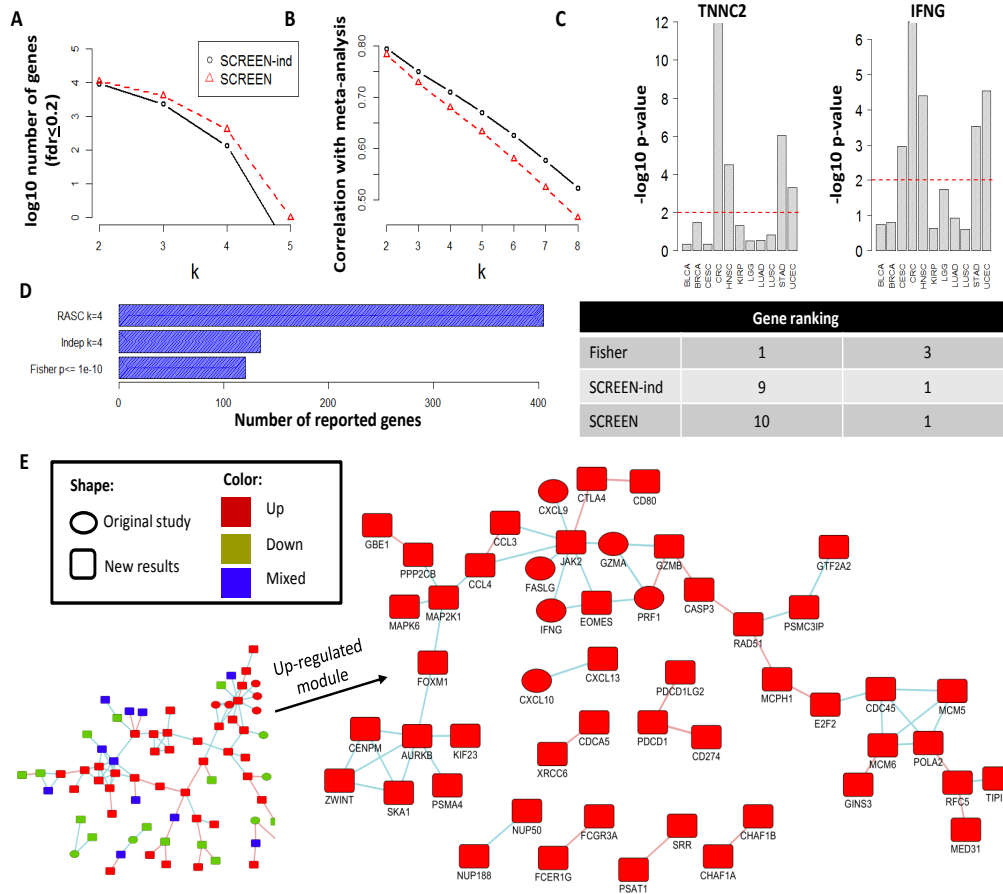 A
log10 number of genes
(fdr≤0.2)
0 1 2 3 4 5
2 3 4 5
k
SCREEN-ind
SCREEN
B
Correlation with meta-analysis
0.50 0.60 0.70 0.80
2 3 4 5 6 7 8
k
C
TNNC2
-log10 p-value
0 2 4 6 8 10 12
BLCA BRCA CESC CRC HNSC KIRP LGG LUAD LUSC STAD UCEC
IFNG
-log10 p-value
0 1 2 3 4 5 6
BLCA BRCA CESC CRC HNSC KIRP LGG LUAD LUSC STAD UCEC
D
RASC k=4
Indep k=4
Fisher p<= 1e-10
0 100 200 300 400
Number of reported genes
Gene ranking
Fisher 1 3
SCREEN-ind 9 1
SCREEN 10 1
E
Shape:
Original study
New results
Color:
Up
Down
Mixed
Up-regulated
module
CXCL9
CTLA4
CD80
GBE1
CCL3
JAK2
GZMA
GZMB
GTF2A2
PPP2CB
CCL4
FASLG
CASP3
MAPK6
MAP2K1
IFNG
EOMES
PRF1
RAD51
PSMC3IP
FOXM1
CXCL10
CXCL13
PDCD1LG2
MCPH1
E2F2
CDC45
MCM5
CENPM
AURKB
KIF23
CDCA5
XRCC6
PDCD1
CD274
MCM6
POLA2
ZWINT
SKA1
PSMA4
GINS3
RFC5
TIPI
MED31
NUP50
NUP188
FCGR3A
FCER1G
SRR
PSAT1
CHAF1B
CHAF1A